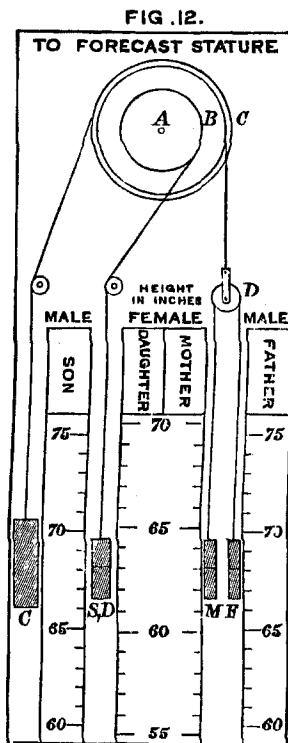 FIG. 12.
TO FORECAST STATURE
A B C
D
HEIGHT
IN INCHES
MALE FEMALE MALE
SON DAUGHTER MOTHER FATHER
75 70 75
70 65 70
C S,D M F
65 60 65
60 55 60